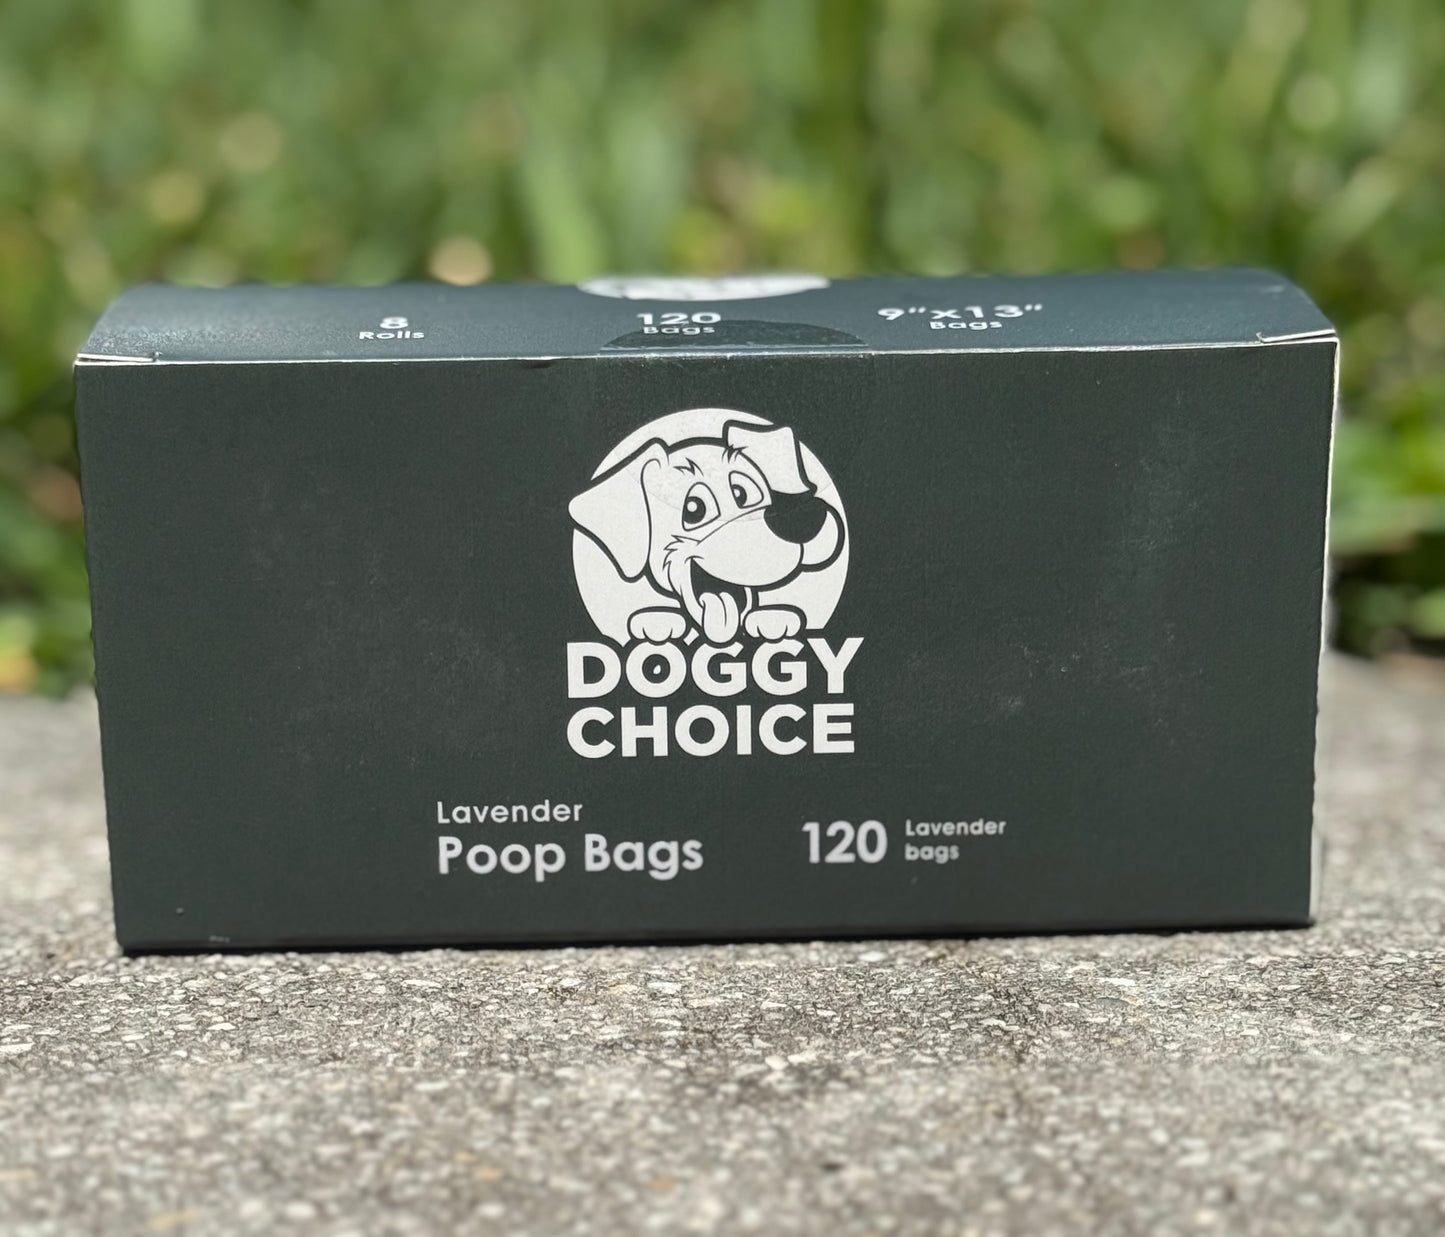 8
Rolls
120
Bags
9"x13"
Bags
DOGGY
CHOICE
Lavender
Poop Bags
120
Lavender
bags